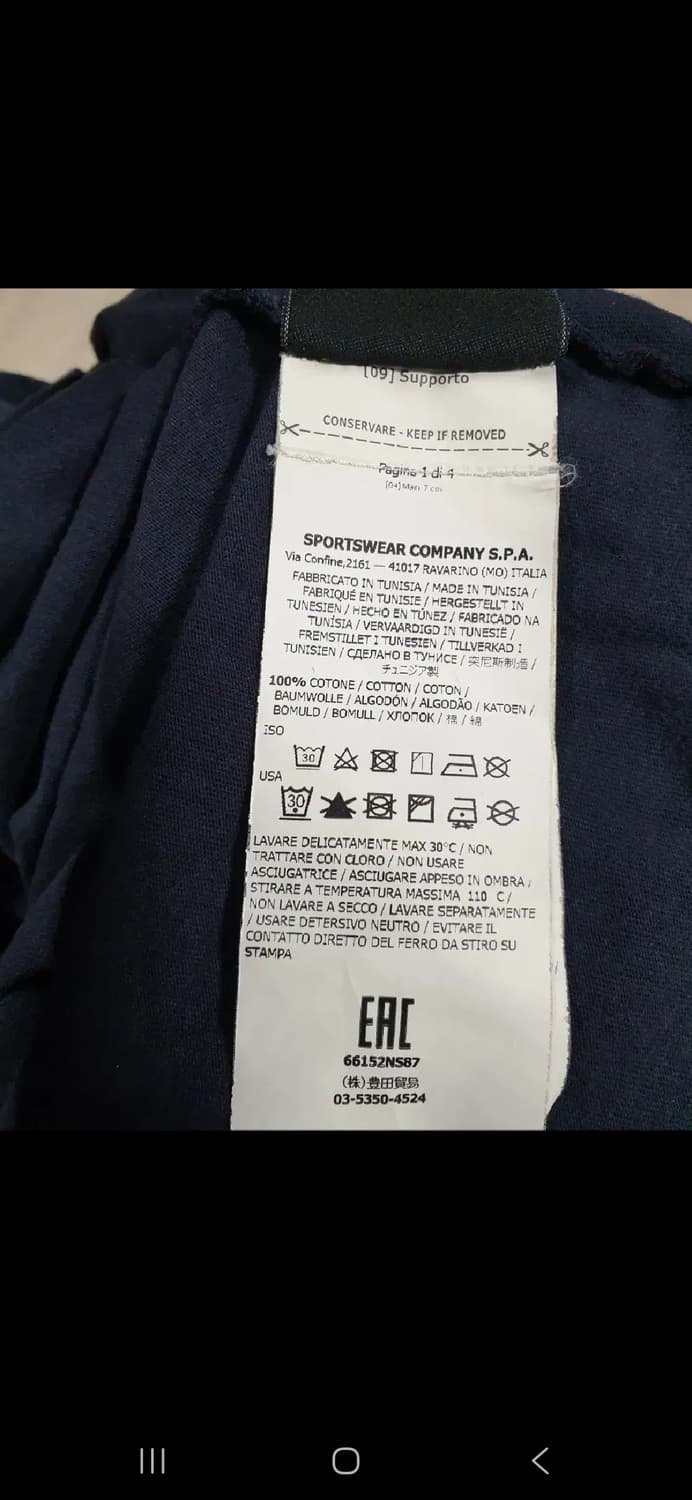 [09] Supporto
CONSERVARE - KEEP IF REMOVED
Pagina 1 di 4
[04] Man 7 cm
SPORTSWEAR COMPANY S.P.A.
Via Confine,2161 — 41017 RAVARINO (MO) ITALIA
FABBRICATO IN TUNISIA / MADE IN TUNISIA /
FABRIQUÉ EN TUNISIE / HERGESTELLT IN
TUNESIEN / HECHO EN TÚNEZ / FABRICADO NA
TUNÍSIA / VERVAARDIGD IN TUNESIË /
FREMSTILLET I TUNESIEN / TILLVERKAD I
TUNISIEN / СДЕЛАНО В ТУНИСЕ / 突尼斯制造 /
チュニジア製
100% COTONE / COTTON / COTON /
BAUMWOLLE / ALGODÓN / ALGODÃO / KATOEN /
BOMULD / BOMULL / ХЛОПОК / 棉 / 綿
ISO
30
USA
30
LAVARE DELICATAMENTE MAX 30°C / NON
TRATTARE CON CLORO / NON USARE
ASCIUGATRICE / ASCIUGARE APPESO IN OMBRA /
STIRARE A TEMPERATURA MASSIMA 110 C /
NON LAVARE A SECCO / LAVARE SEPARATAMENTE
/ USARE DETERSIVO NEUTRO / EVITARE IL
CONTATTO DIRETTO DEL FERRO DA STIRO SU
STAMPA
EAC
66152NS87
(株)豊田貿易
03-5350-4524